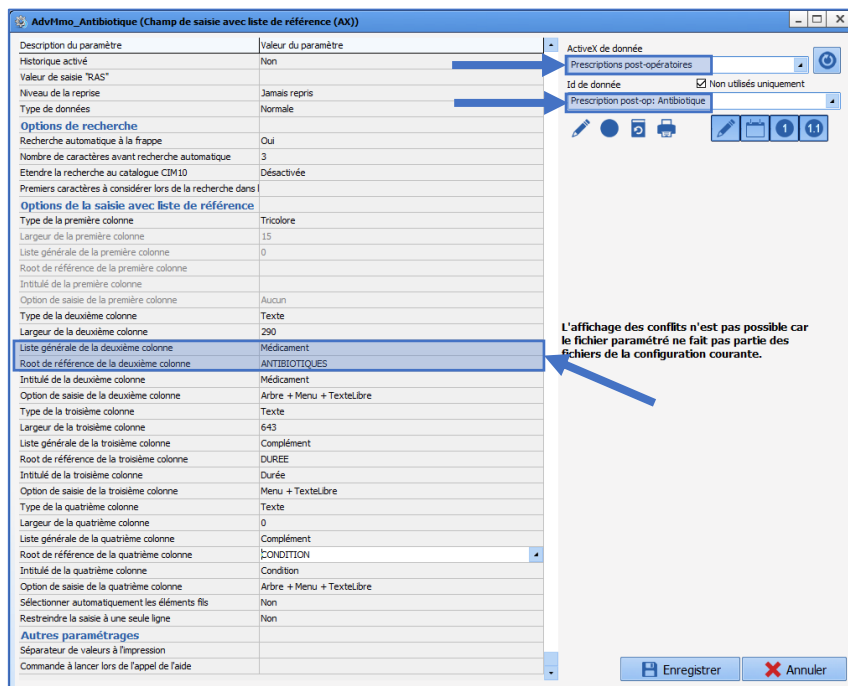 AdvMmo_Antibiotique (Champ de saisie avec liste de référence (AX))
Description du paramètre Valeur du paramètre
Historique activé Non
Valeur de saisie "RAS"
Niveau de la reprise Jamais repris
Type de données Normale
Options de recherche
Recherche automatique à la frappe Oui
Nombre de caractères avant recherche automatique 3
Etendre la recherche au catalogue CIM10 Désactivée
Premiers caractères à considérer lors de la recherche dans l
Options de la saisie avec liste de référence
Type de la première colonne Tricolore
Largeur de la première colonne 15
Liste générale de la première colonne 0
Root de référence de la première colonne
Intitulé de la première colonne
Option de saisie de la première colonne Aucun
Type de la deuxième colonne Texte
Largeur de la deuxième colonne 290
Liste générale de la deuxième colonne Médicament
Root de référence de la deuxième colonne ANTIBIOTIQUES
Intitulé de la deuxième colonne Médicament
Option de saisie de la deuxième colonne Arbre + Menu + TexteLibre
Type de la troisième colonne Texte
Largeur de la troisième colonne 643
Liste générale de la troisième colonne Complément
Root de référence de la troisième colonne DUREE
Intitulé de la troisième colonne Durée
Option de saisie de la troisième colonne Menu + TexteLibre
Type de la quatrième colonne Texte
Largeur de la quatrième colonne 0
Liste générale de la quatrième colonne Complément
Root de référence de la quatrième colonne CONDITION
Intitulé de la quatrième colonne Condition
Option de saisie de la quatrième colonne Arbre + Menu + TexteLibre
Sélectionner automatiquement les éléments fils Non
Restreindre la saisie à une seule ligne Non
Autres paramétrages
Séparateur de valeurs à l'impression
Commande à lancer lors de l'appel de l'aide
ActiveX de donnée
Prescriptions post-opératoires
Id de donnée Non utilisés uniquement
Prescription post-op: Antibiotique
1 1.1
L'affichage des conflits n'est pas possible car
le fichier paramétré ne fait pas partie des
fichiers de la configuration courante.
Enregistrer Annuler